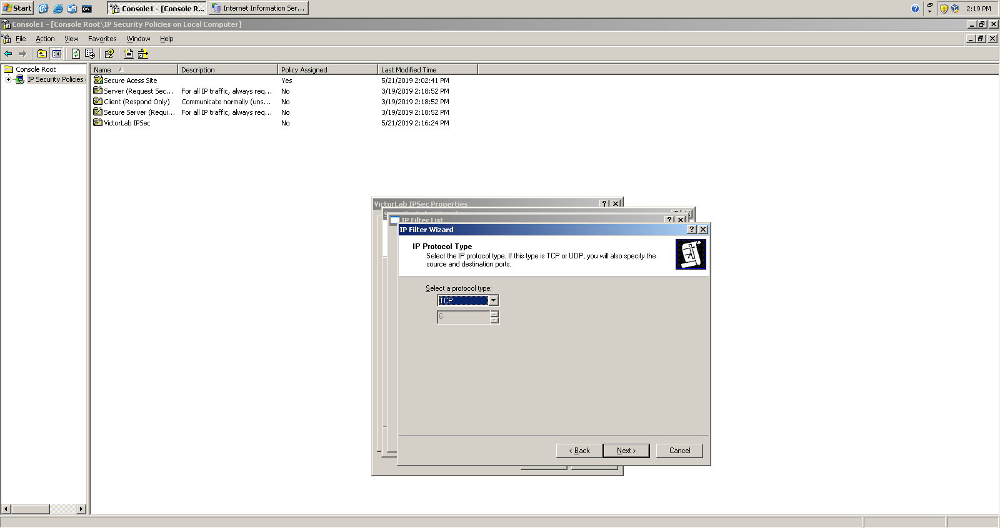 Start
Console1 - [Console R...
Internet Information Ser...
2:19 PM
Console1 - [Console Root\IP Security Policies on Local Computer]
File Action View Favorites Window Help
Console Root
IP Security Policies
Name Description Policy Assigned Last Modified Time
Secure Acess Site Yes 5/21/2019 2:02:41 PM
Server (Request Sec... For all IP traffic, always req... No 3/19/2019 2:18:52 PM
Client (Respond Only) Communicate normally (uns... No 3/19/2019 2:18:52 PM
Secure Server (Requi... For all IP traffic, always req... No 3/19/2019 2:18:52 PM
VictorLab IPSec No 5/21/2019 2:16:24 PM
VictorLab IPSec Properties
IP Filter List
IP Filter Wizard
IP Protocol Type
Select the IP protocol type. If this type is TCP or UDP, you will also specify the
source and destination ports.
Select a protocol type:
TCP
6
< Back Next > Cancel